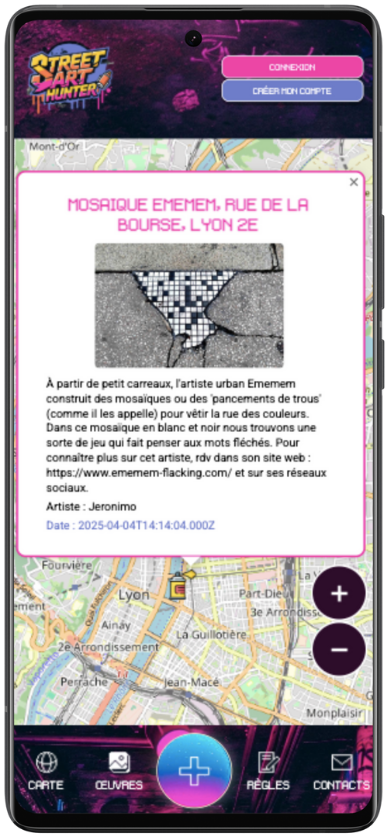 STREET
ART
HUNTER
CONNEXION
CRÉER MON COMPTE
Mont-d'Or
×
MOSAIQUE EMEMEM, RUE DE LA
BOURSE, LYON 2E
À partir de petit carreaux, l'artiste urban Ememem
construit des mosaïques ou des 'pancements de trous'
(comme il les appelle) pour vêtir la rue des couleurs.
Dans ce mosaïque en blanc et noir nous trouvons une
sorte de jeu qui fait penser aux mots fléchés. Pour
connaître plus sur cet artiste, rdv dans son site web :
https://www.ememem-flacking.com/ et sur ses réseaux
sociaux.
Artiste : Jeronimo
Date : 2025-04-04T14:14:04.000Z
Fourvière
Lyon
Part-Die
ement
3e Arrondiss
Ainay
La Guillotière
2e Arrondissement
Perrache
Jean-Macé
Monplaisir
+
−
CARTE
ŒUVRES
RÈGLES
CONTACTS